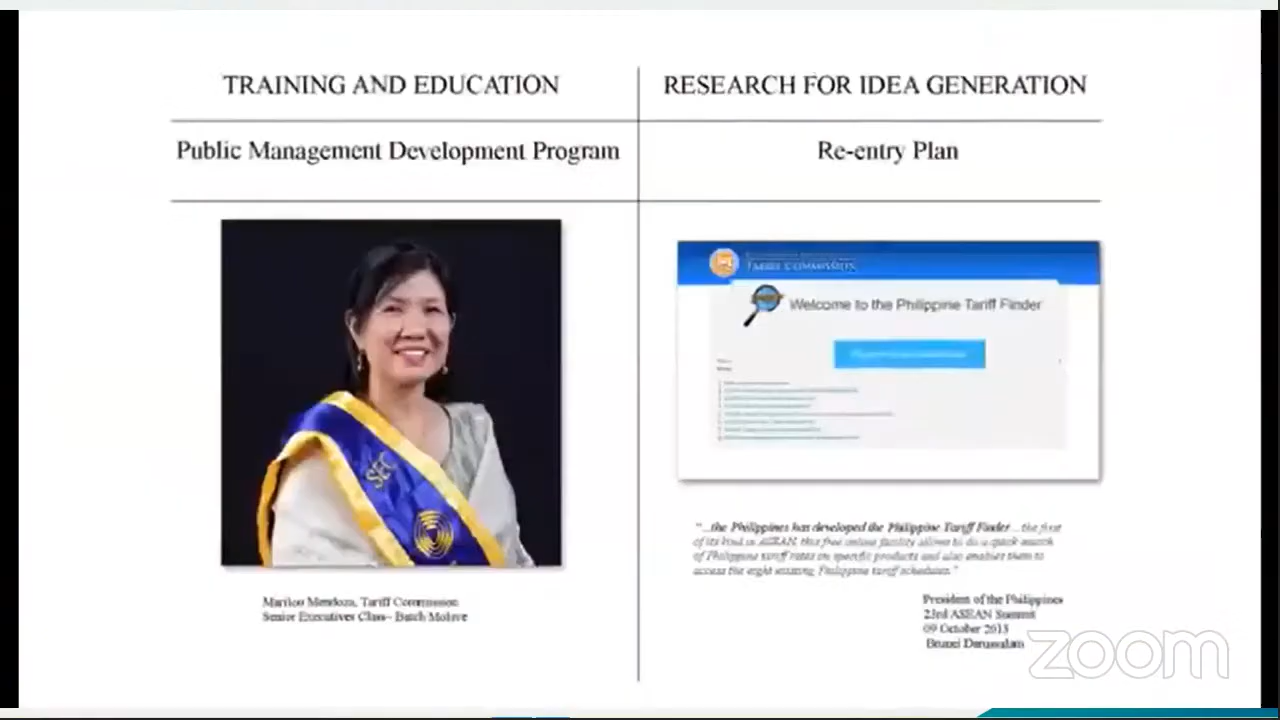 TRAINING AND EDUCATION
RESEARCH FOR IDEA GENERATION
Public Management Development Program
Re-entry Plan
SEC
Mariloo Mendoza, Tariff Commission
Senior Executives Class– Batch Molave
TARIFF COMMISSION
Welcome to the Philippine Tariff Finder
"...the Philippines has developed the Philippine Tariff Finder...the first
of its kind in ASEAN, this free online facility allows to do a quick search
of Philippine tariff rates on specific products and also enables them to
access the eight existing Philippine tariff schedules."
President of the Philippines
23rd ASEAN Summit
09 October 2013
Brunei Darussalam
zoom